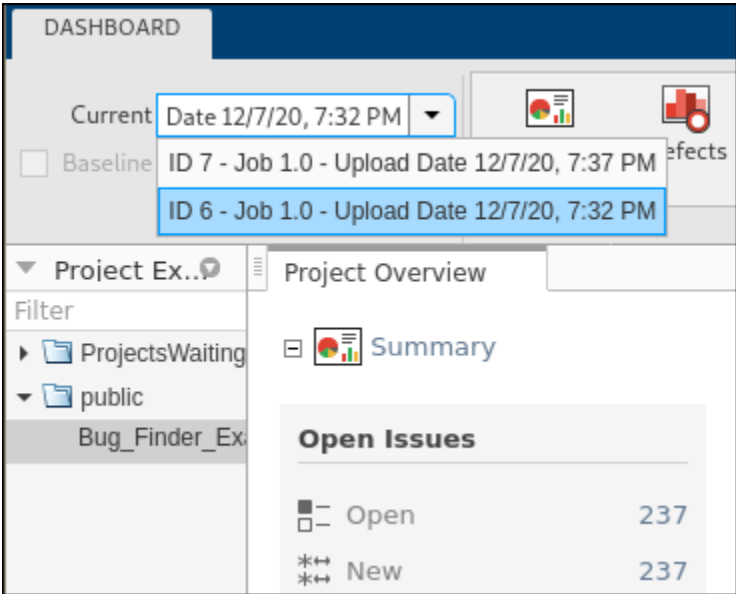 DASHBOARD
Current Date 12/7/20, 7:32 PM
Baseline ID 7 - Job 1.0 - Upload Date 12/7/20, 7:37 PM efects
ID 6 - Job 1.0 - Upload Date 12/7/20, 7:32 PM
Project Ex...
Project Overview
Filter
ProjectsWaiting
Summary
public
Bug_Finder_Exa
Open Issues
Open 237
New 237